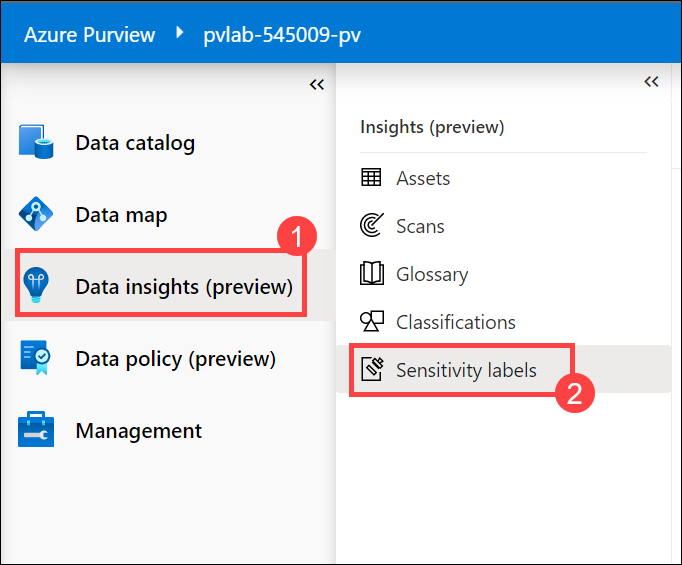 Azure Purview pvlab-545009-pv
Data catalog
Data map
1
Data insights (preview)
Data policy (preview)
Management
Insights (preview)
Assets
Scans
Glossary
Classifications
Sensitivity labels
2